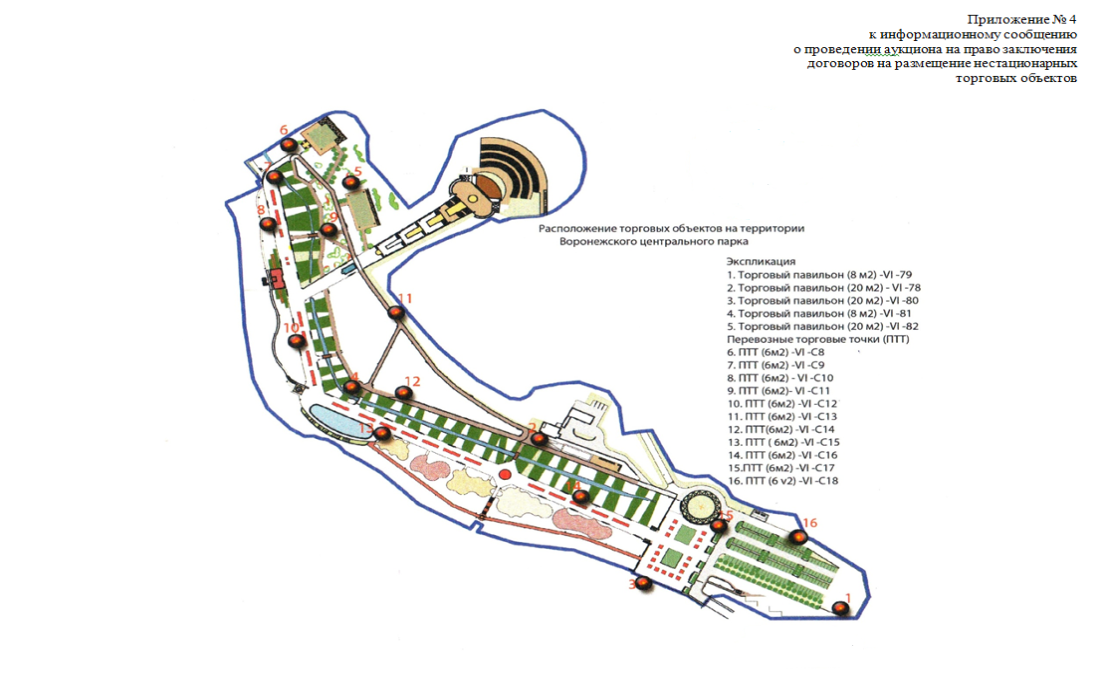 Приложение № 4
к информационному сообщению
о проведении аукциона на право заключения
договоров на размещение нестационарных
торговых объектов
Расположение торговых объектов на территории
Воронежского центрального парка
Экспликация
1. Торговый павильон (8 м2) -VI -79
2. Торговый павильон (20 м2) - VI -78
3. Торговый павильон (20 м2) -VI -80
4. Торговый павильон (8 м2) -VI -81
5. Торговый павильон (20 м2) -VI -82
Перевозные торговые точки (ПТТ)
6. ПТТ (6м2) -VI -С8
7. ПТТ (6м2) -VI -С9
8. ПТТ (6м2) - VI -С10
9. ПТТ (6м2)- VI -С11
10. ПТТ (6м2) -VI -С12
11. ПТТ (6м2) -VI -С13
12. ПТТ(6м2) -VI -С14
13. ПТТ ( 6м2) -VI -С15
14. ПТТ (6м2) -VI -С16
15.ПТТ (6м2) -VI -С17
16. ПТТ (6 v2) -VI -С18
6
7
5
8
9
11
10
4
12
13
2
14
15
16
3
1